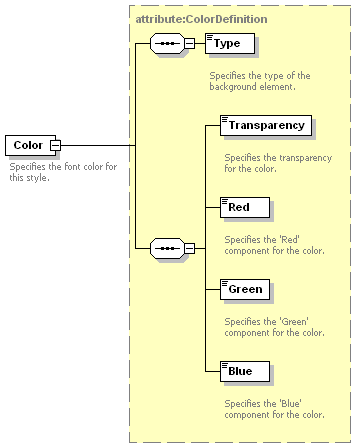 attribute:ColorDefinition
Type
Specifies the type of the
background element.
Color
Specifies the font color for
this style.
Transparency
Specifies the transparency
for the color.
Red
Specifies the 'Red'
component for the color.
Green
Specifies the 'Green'
component for the color.
Blue
Specifies the 'Blue'
component for the color.